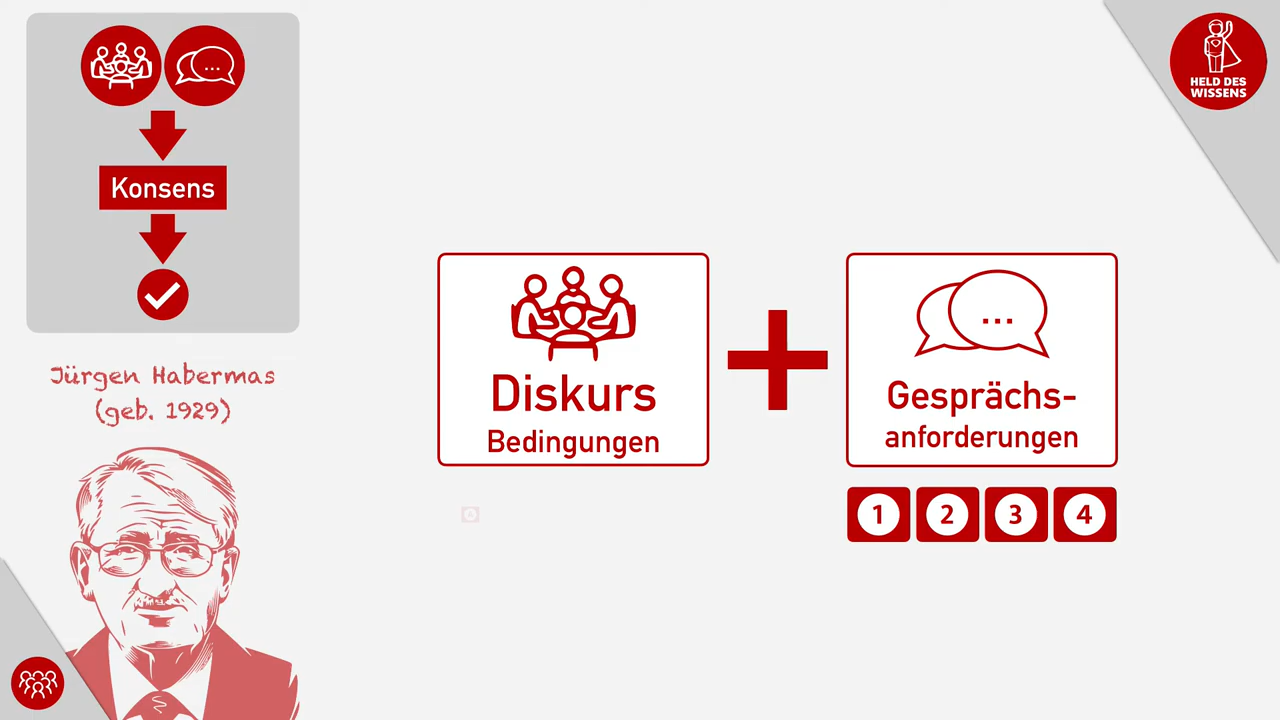 Konsens
Jürgen Habermas
(geb. 1929)
HELD DES
WISSENS
Diskurs
Bedingungen
...
Gesprächs-
anforderungen
1 2 3 4